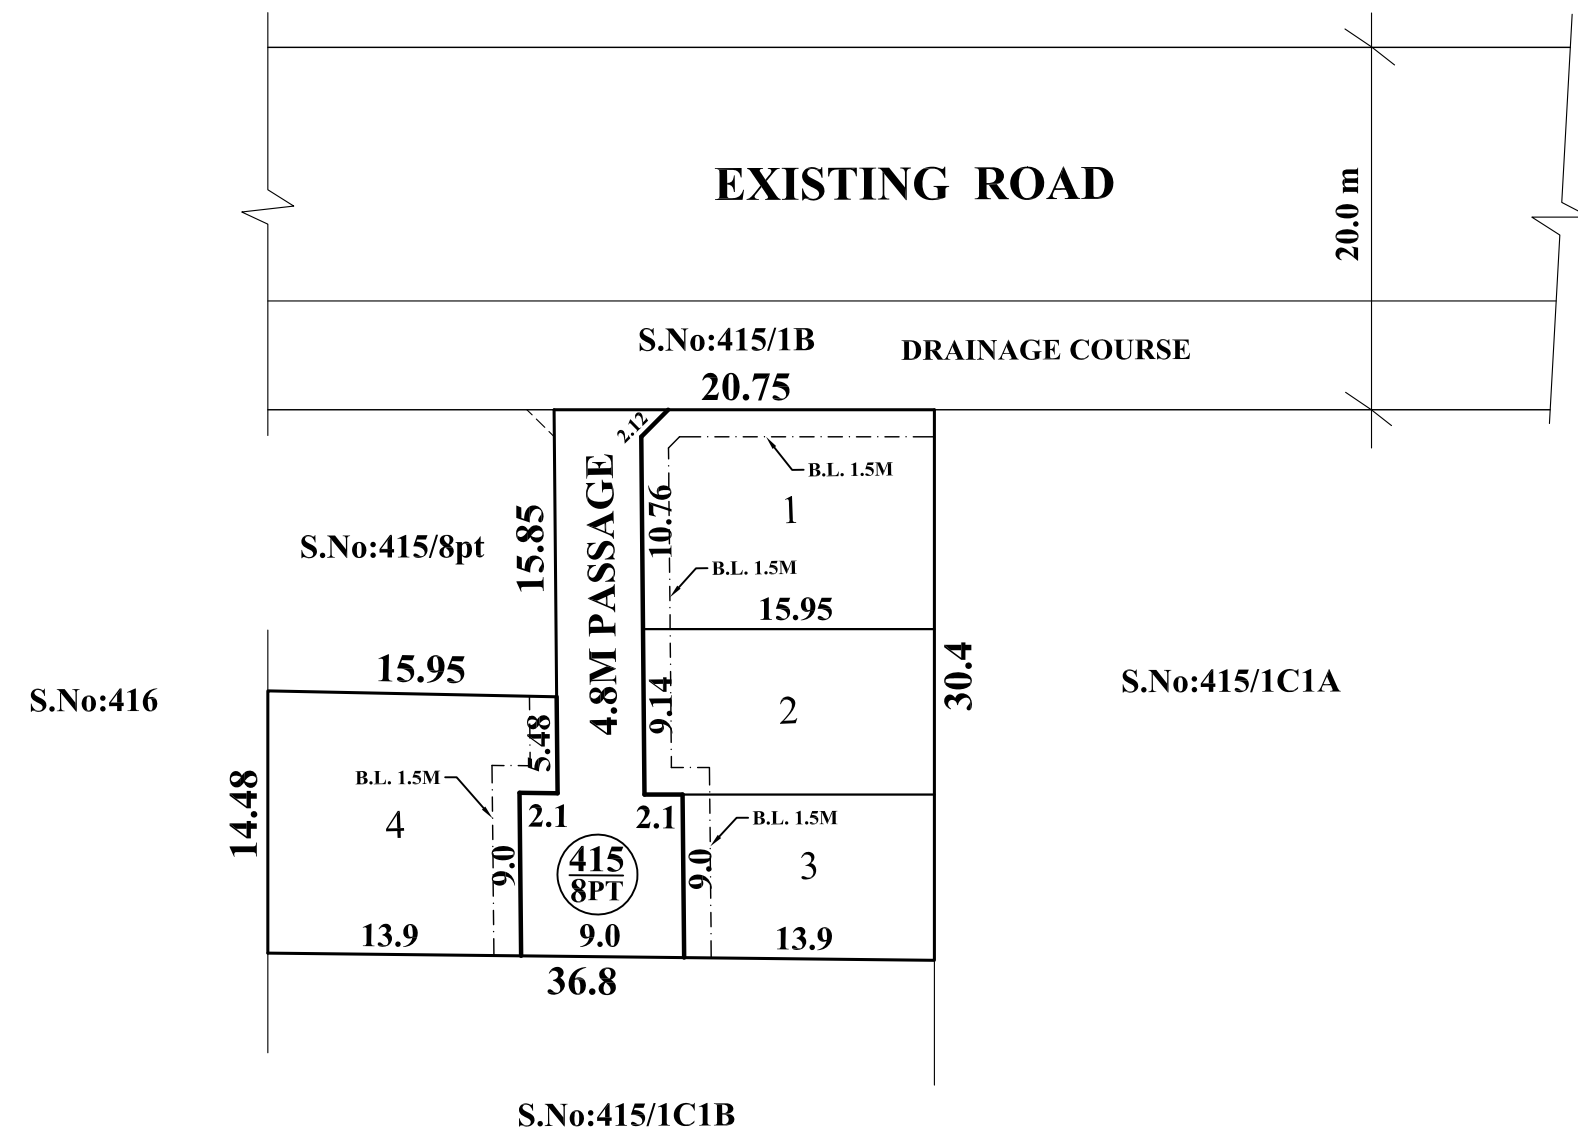 EXISTING ROAD
20.0 m
S.No:415/1B
DRAINAGE COURSE
20.75
2.12
B.L. 1.5M
4.8M PASSAGE
10.76
1
15.85
S.No:415/8pt
B.L. 1.5M
15.95
15.95
30.4
S.No:415/1C1A
S.No:416
9.14
2
5.48
B.L. 1.5M
14.48
4
2.1
2.1
B.L. 1.5M
9.0
415
8PT
9.0
3
13.9
9.0
13.9
36.8
S.No:415/1C1B